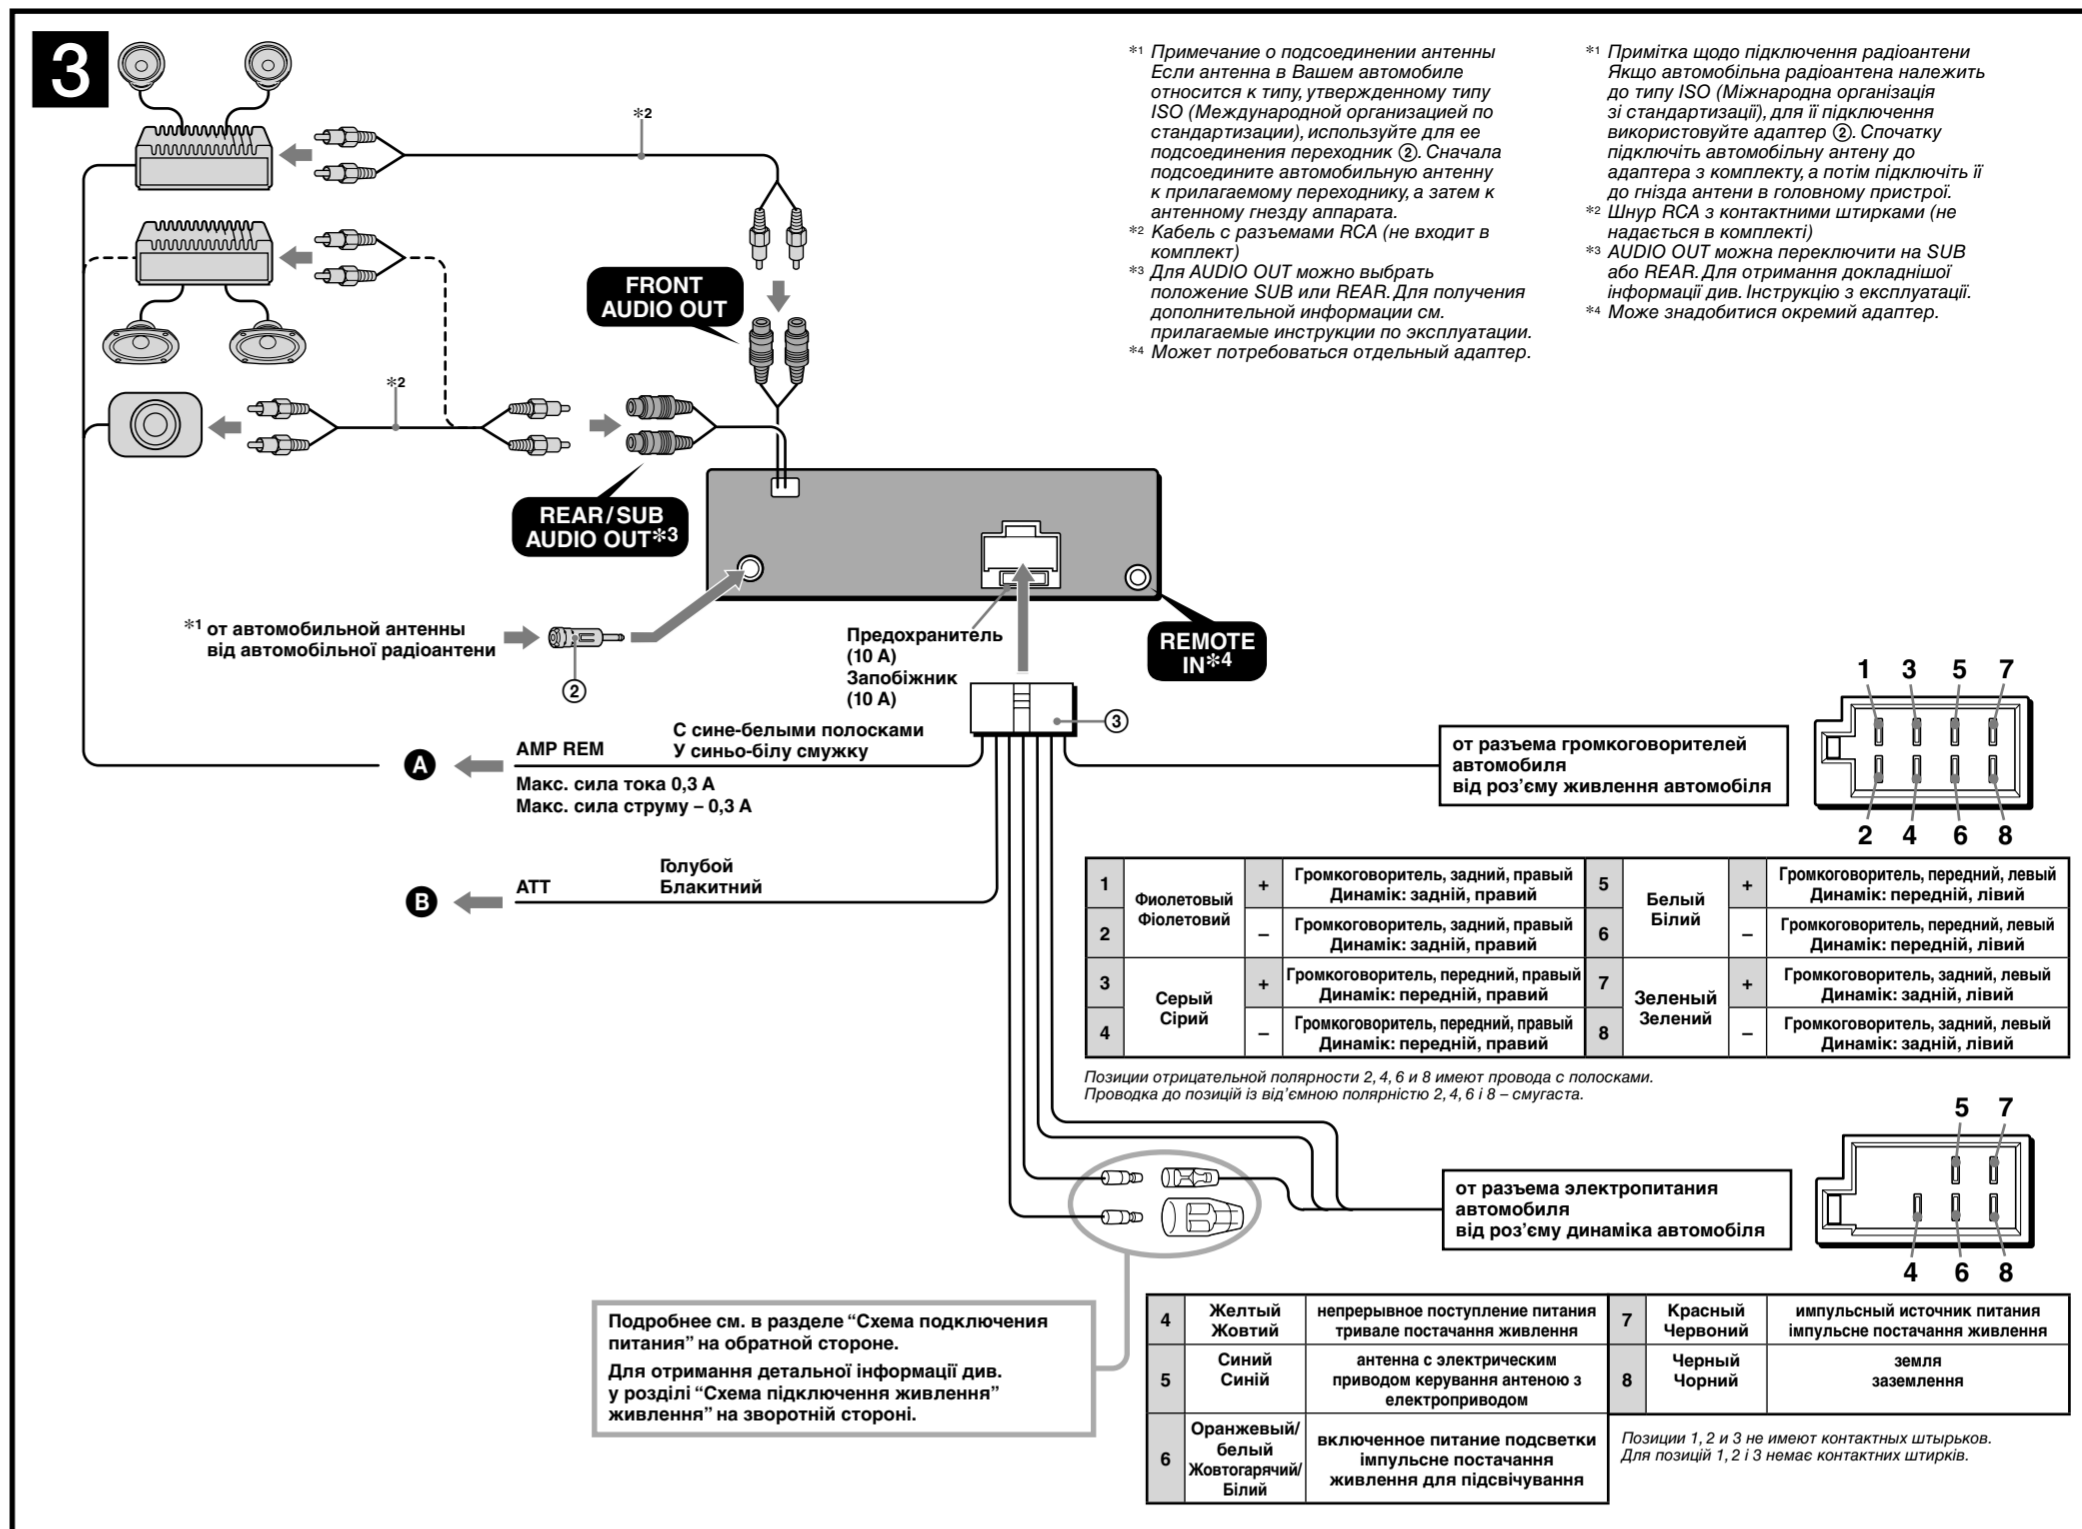 3
*1 Примечание о подсоединении антенны
Если антенна в Вашем автомобиле
относится к типу, утвержденному типу
ISO (Международной организацией по
стандартизации), используйте для ее
подсоединения переходник ②. Сначала
подсоедините автомобильную антенну
к прилагаемому переходнику, а затем к
антенному гнезду аппарата.
*2 Кабель с разъемами RCA (не входит в
комплект)
*3 Для AUDIO OUT можно выбрать
положение SUB или REAR. Для получения
дополнительной информации см.
прилагаемые инструкции по эксплуатации.
*4 Может потребоваться отдельный адаптер.
*1 Примітка щодо підключення радіоантени
Якщо автомобільна радіоантена належить
до типу ISO (Міжнародна організація
зі стандартизації), для її підключення
використовуйте адаптер ②. Спочатку
підключіть автомобільну антену до
адаптера з комплекту, а потім підключіть її
до гнізда антени в головному пристрої.
*2 Шнур RCA з контактними штирками (не
надається в комплекті)
*3 AUDIO OUT можна переключити на SUB
або REAR. Для отримання докладнішої
інформації див. Інструкцію з експлуатації.
*4 Може знадобитися окремий адаптер.
*2
FRONT
AUDIO OUT
*2
REAR/SUB
AUDIO OUT*3
*1 от автомобильной антенны
від автомобільної радіоантени
②
Предохранитель
(10 A)
Запобіжник
(10 A)
REMOTE
IN*4
③
A
AMP REM
С сине-белыми полосками
У синьо-білу смужку
Макс. сила тока 0,3 A
Макс. сила струму – 0,3 A
B
ATT
Голубой
Блакитний
от разъема громкоговорителей
автомобиля
від роз’єму живлення автомобіля
1 3 5 7
2 4 6 8
1 Фиолетовый Фіолетовий + Громкоговоритель, задний, правый
Динамік: задній, правий
2 – Громкоговоритель, задний, правый
Динамік: задній, правий
3 Серый Сірий + Громкоговоритель, передний, правый
Динамік: передній, правий
4 – Громкоговоритель, передний, правый
Динамік: передній, правий
5 Белый Білий + Громкоговоритель, передний, левый
Динамік: передній, лівий
6 – Громкоговоритель, передний, левый
Динамік: передній, лівий
7 Зеленый Зелений + Громкоговоритель, задний, левый
Динамік: задній, лівий
8 – Громкоговоритель, задний, левый
Динамік: задній, лівий
Позиции отрицательной полярности 2, 4, 6 и 8 имеют провода с полосками.
Проводка до позицій із від’ємною полярністю 2, 4, 6 і 8 – смугаста.
от разъема электропитания
автомобиля
від роз’єму динаміка автомобіля
5 7
4 6 8
Подробнее см. в разделе “Схема подключения
питания” на обратной стороне.
Для отримання детальної інформації див.
у розділі “Схема підключення живлення”
живлення” на зворотній стороні.
4 Желтый непрерывное поступление питания
Жовтий тривале постачання живлення
5 Синий антенна с электрическим
Синій приводом керування антеною з
електроприводом
6 Оранжевый/
белый
Жовтогарячий/
Білий
включенное питание подсветки
імпульсне постачання
живлення для підсвічування
7 Красный импульсный источник питания
Червоний імпульсне постачання живлення
8 Черный земля
Чорний заземлення
Позиции 1, 2 и 3 не имеют контактных штырьков.
Для позицій 1, 2 і 3 немає контактних штирків.